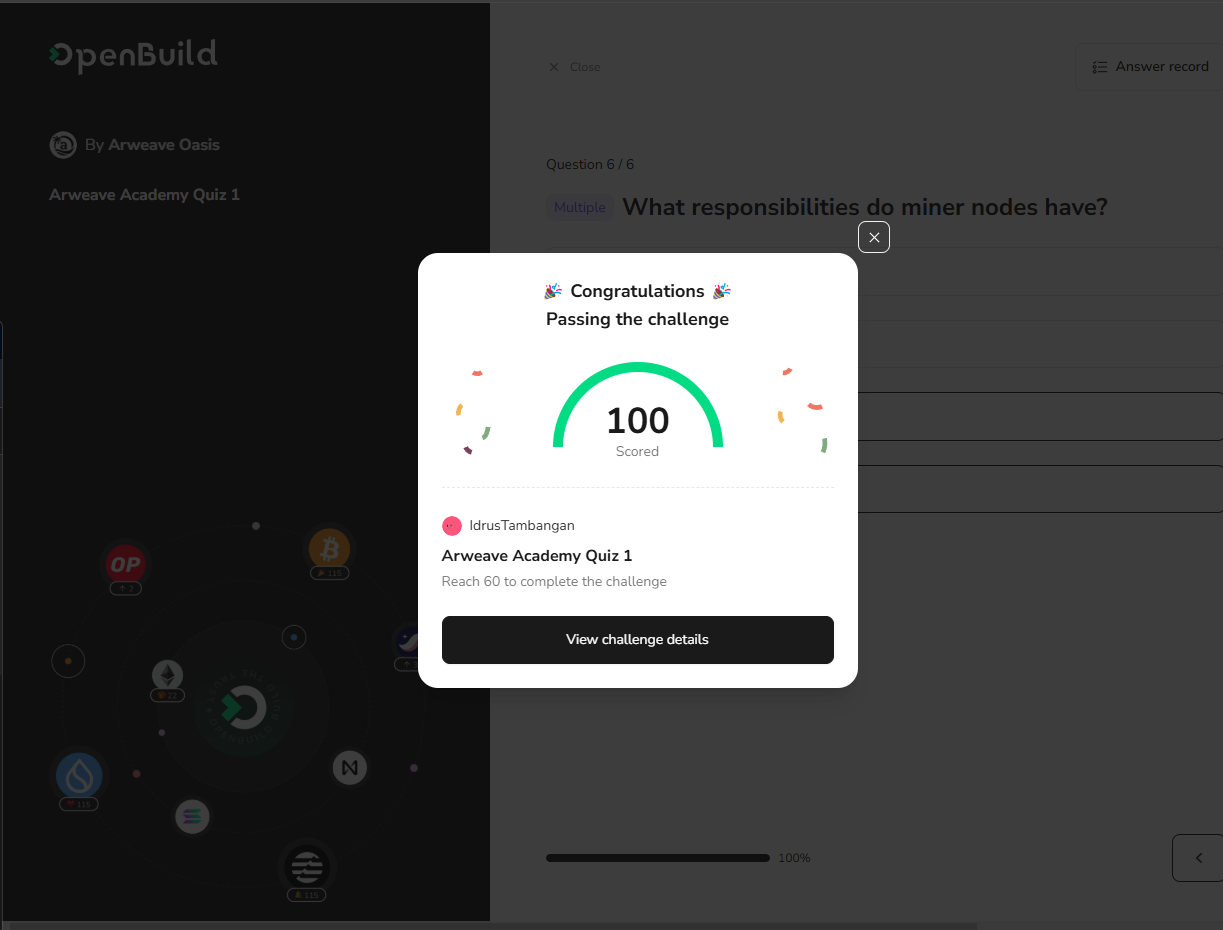 OpenBuild
Close
Answer record
By Arweave Oasis
Arweave Academy Quiz 1
Question 6 / 6
Multiple What responsibilities do miner nodes have?
Congratulations
Passing the challenge
100
Scored
IdrusTambangan
Arweave Academy Quiz 1
Reach 60 to complete the challenge
View challenge details
OP
2
115
22
115
115
100%